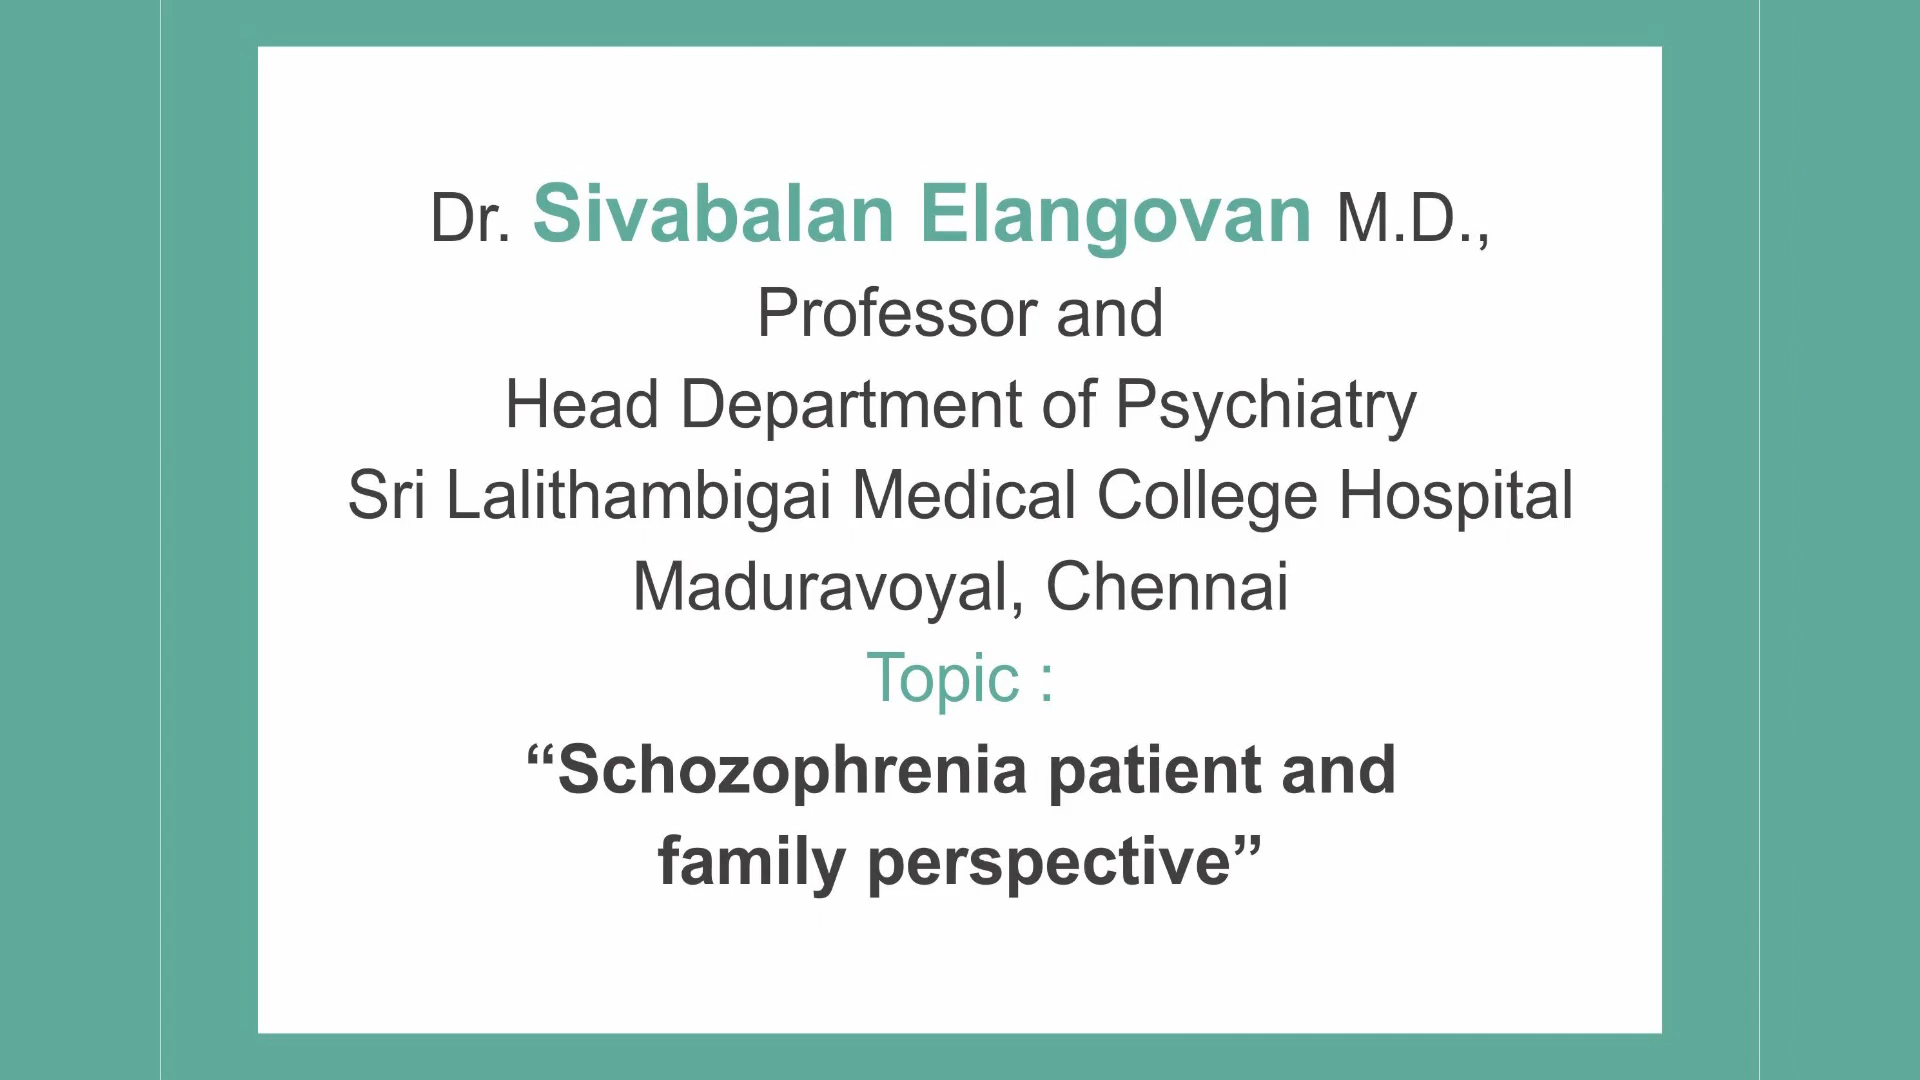 Dr. Sivabalan Elangovan M.D.,
Professor and
Head Department of Psychiatry
Sri Lalithambigai Medical College Hospital
Maduravoyal, Chennai
Topic :
“Schozophrenia patient and
family perspective”